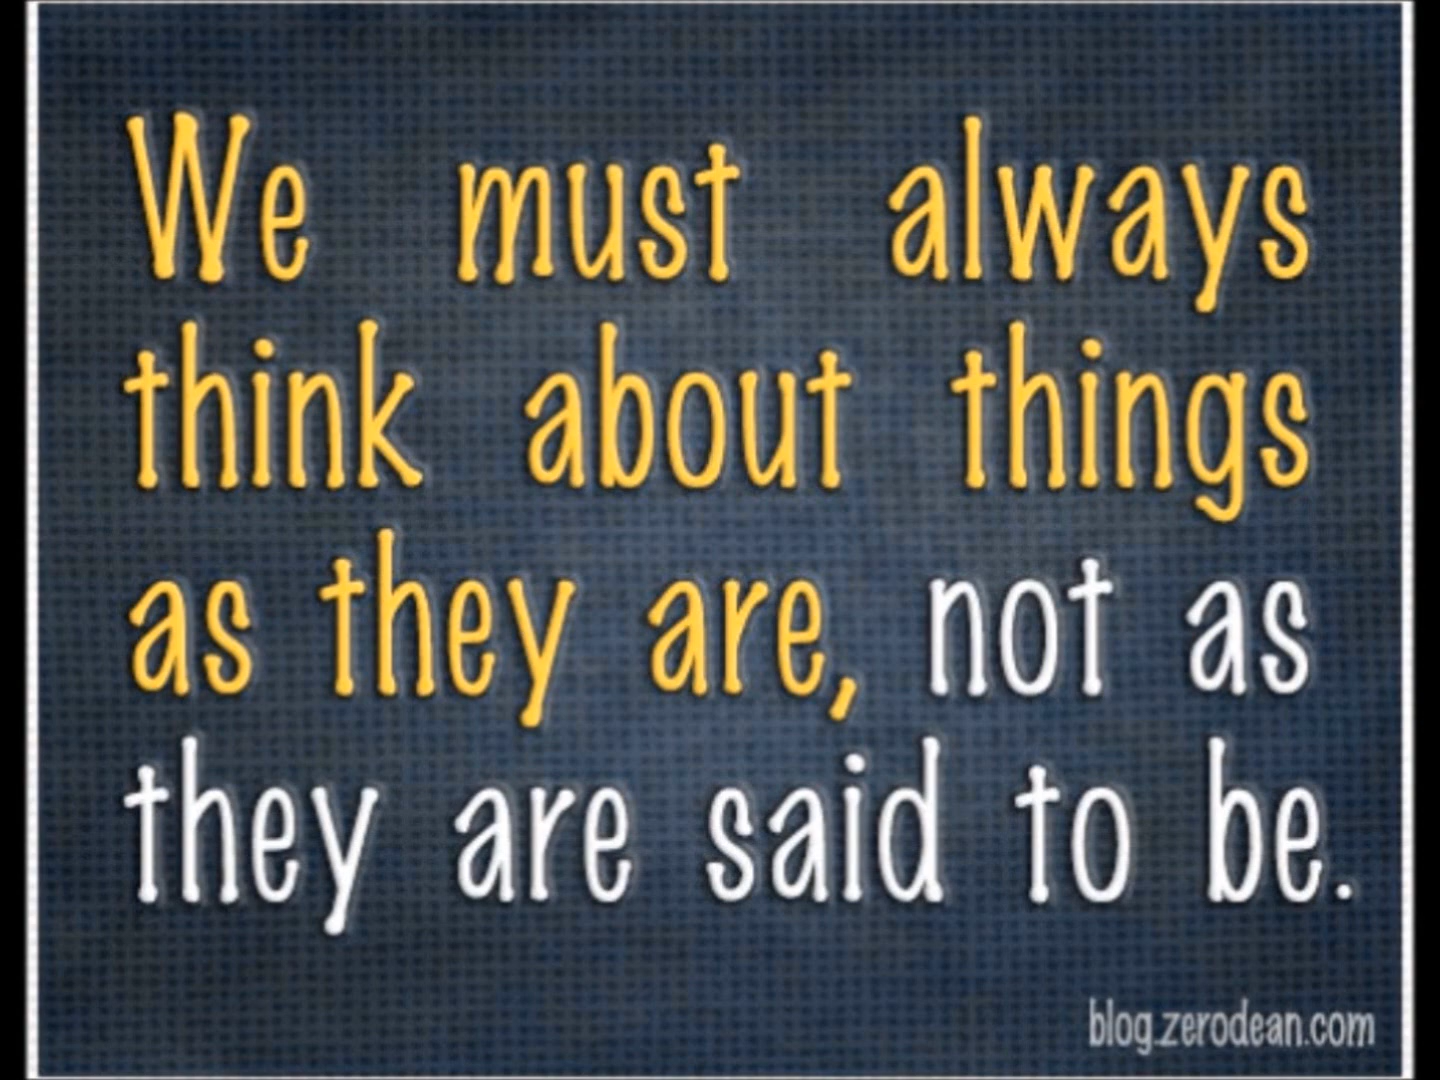 We must always
think about things
as they are, not as
they are said to be.
blog.zerodean.com